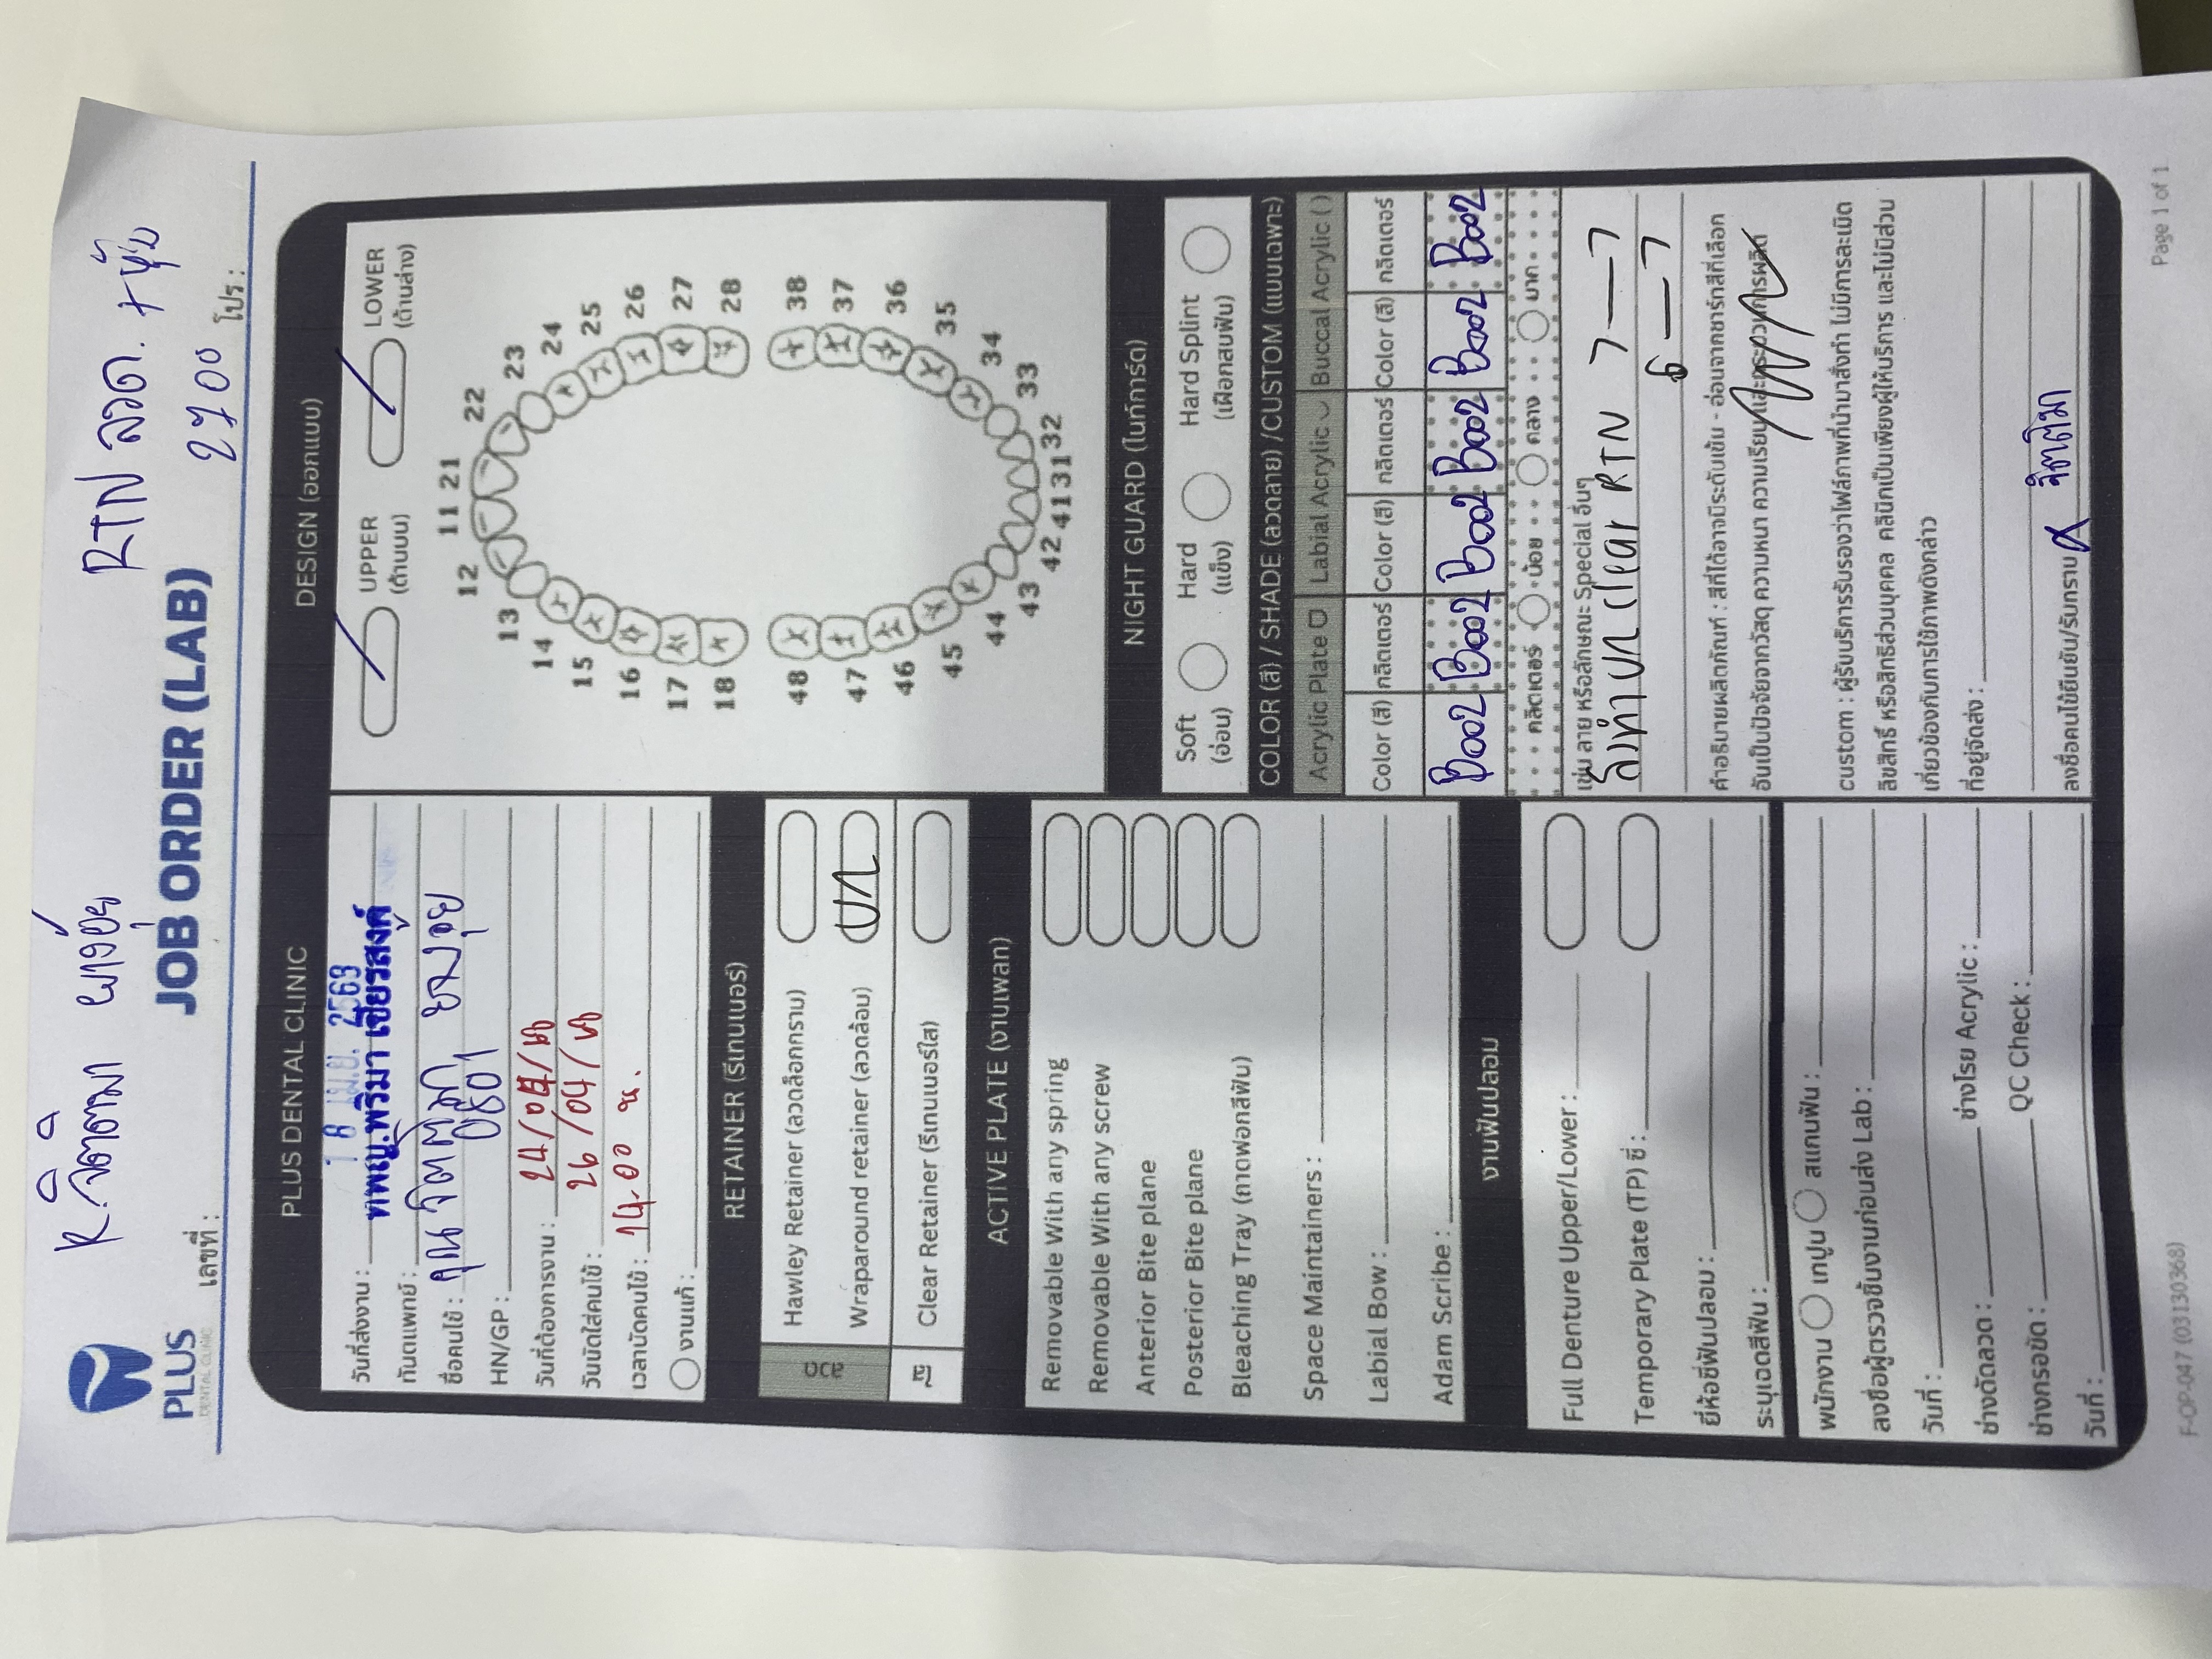 K.จิตติมา ยางอุ้ย
RTN ลวด. + หุ้ม
2700
PLUS
DENTAL CLINIC
เลขที่ :
JOB ORDER (LAB)
โปร :
PLUS DENTAL CLINIC
วันที่ส่งงาน : 18 เม.ย. 2569
ทันตแพทย์ : ทพญ.พริมา เชียรสงค์
ชื่อคนไข้ : คุณ จิตติมา ยางอุ้ย
HN/GP : 0801
วันที่ต้องการงาน : 24/04/
วันนัดใส่คนไข้ : 26/04/
เวลานัดคนไข้ : 14.00 น.
งานแก้ :
RETAINER (รีเทนเนอร์)
ลวด
Hawley Retainer (ลวดล็อกกราม)
Wraparound retainer (ลวดล้อม) บล
ใส
Clear Retainer (รีเทนเนอร์ใส)
ACTIVE PLATE (งานเพลท)
Removable With any spring
Removable With any screw
Anterior Bite plane
Posterior Bite plane
Bleaching Tray (ถาดฟอกสีฟัน)
Space Maintainers :
Labial Bow :
Adam Scribe :
งานฟันปลอม
Full Denture Upper/Lower :
Temporary Plate (TP) ซี่ :
ยี่ห้อซี่ฟันปลอม :
ระบุเฉดสีฟัน :
พนักงาน เทปูน สแกนฟัน :
ลงชื่อผู้ตรวจชิ้นงานก่อนส่ง Lab :
วันที่ :
ช่างดัดลวด : ช่างโรย Acrylic :
ช่างกรอขัด : QC Check :
วันที่ :
DESIGN (ออกแบบ)
UPPER LOWER
(ด้านบน) (ด้านล่าง)
11 21
12 22
13 23
14 24
15 25
16 26
17 27
18 28
48 38
47 37
46 36
45 35
44 34
43 33
42 41 31 32
NIGHT GUARD (ไนท์การ์ด)
Soft Hard Hard Splint
(อ่อน) (แข็ง) (เฝือกสบฟัน)
COLOR (สี) / SHADE (ลวดลาย) /CUSTOM (แบบเฉพาะ)
Acrylic Plate Labial Acrylic Buccal Acrylic ( )
Color (สี) กลิตเตอร์ Color (สี) กลิตเตอร์ Color (สี) กลิตเตอร์
B002 B002 B002 B002 B002 B002
กลิตเตอร์ น้อย กลาง มาก
เช่น ลาย หรือลักษณะ Special อื่นๆ
สั่งทำ บล clear RTN 7—7
6—7
คำอธิบายผลิตภัณฑ์ : สีที่ได้อาจมีระดับเข้ม - อ่อนจากชาร์ทสีที่เลือก
อันเป็นปัจจัยจากวัสดุ ความหนา ความเรียบ และกระบวนการผลิต
custom : ผู้รับบริการรับรองว่าไฟล์ภาพที่นำมาสั่งทำ ไม่มีการละเมิด
ลิขสิทธิ์ หรือสิทธิส่วนบุคคล คลินิกเป็นเพียงผู้ให้บริการ และไม่มีส่วน
เกี่ยวข้องกับการใช้ภาพดังกล่าว
ที่อยู่จัดส่ง :
ลงชื่อคนไข้ยืนยัน/รับทราบ จิตติมา
F-OP-047 (03130368)
Page 1 of 1